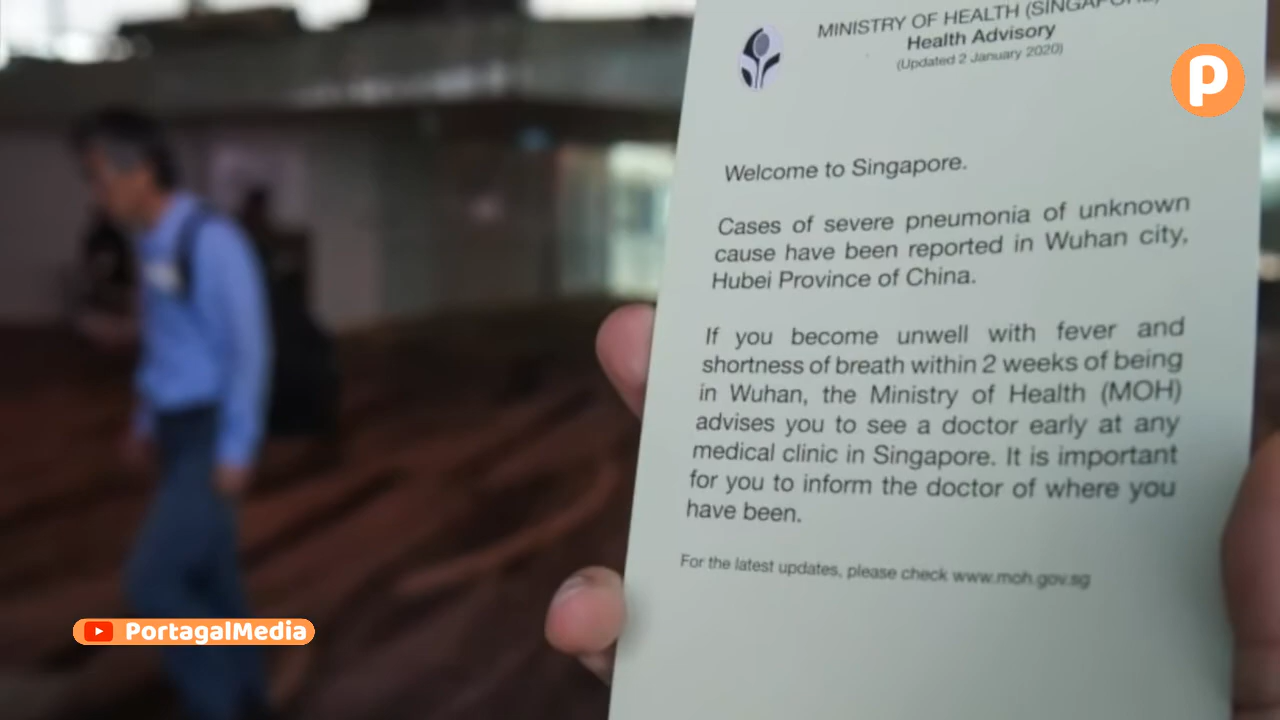 MINISTRY OF HEALTH (SINGAPORE)
Health Advisory
(Updated 2 January 2020)
Welcome to Singapore.
Cases of severe pneumonia of unknown
cause have been reported in Wuhan city,
Hubei Province of China.
If you become unwell with fever and
shortness of breath within 2 weeks of being
in Wuhan, the Ministry of Health (MOH)
advises you to see a doctor early at any
medical clinic in Singapore. It is important
for you to inform the doctor of where you
have been.
For the latest updates, please check www.moh.gov.sg
P
PortagalMedia